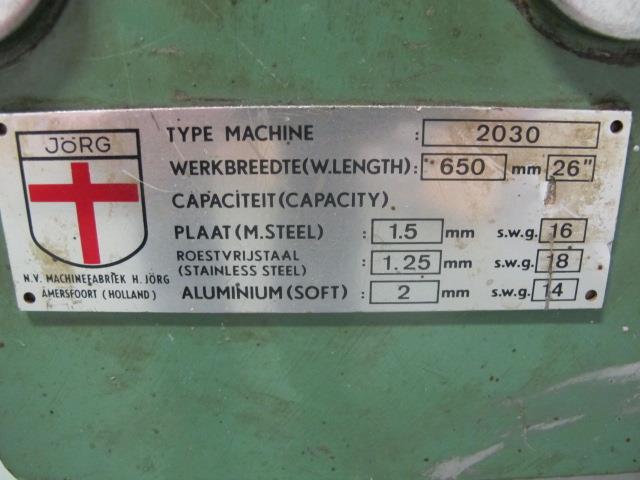 JÖRG
N.V. MACHINEFABRIEK H. JÖRG
AMERSFOORT (HOLLAND)
TYPE MACHINE : 2030
WERKBREEDTE(W.LENGTH): 650 mm 26"
CAPACITEIT(CAPACITY)
PLAAT(M.STEEL) : 1.5 mm s.w.g. 16
ROESTVRIJSTAAL
(STAINLESS STEEL) : 1.25 mm s.w.g. 18
ALUMINIUM(SOFT) : 2 mm s.w.g. 14